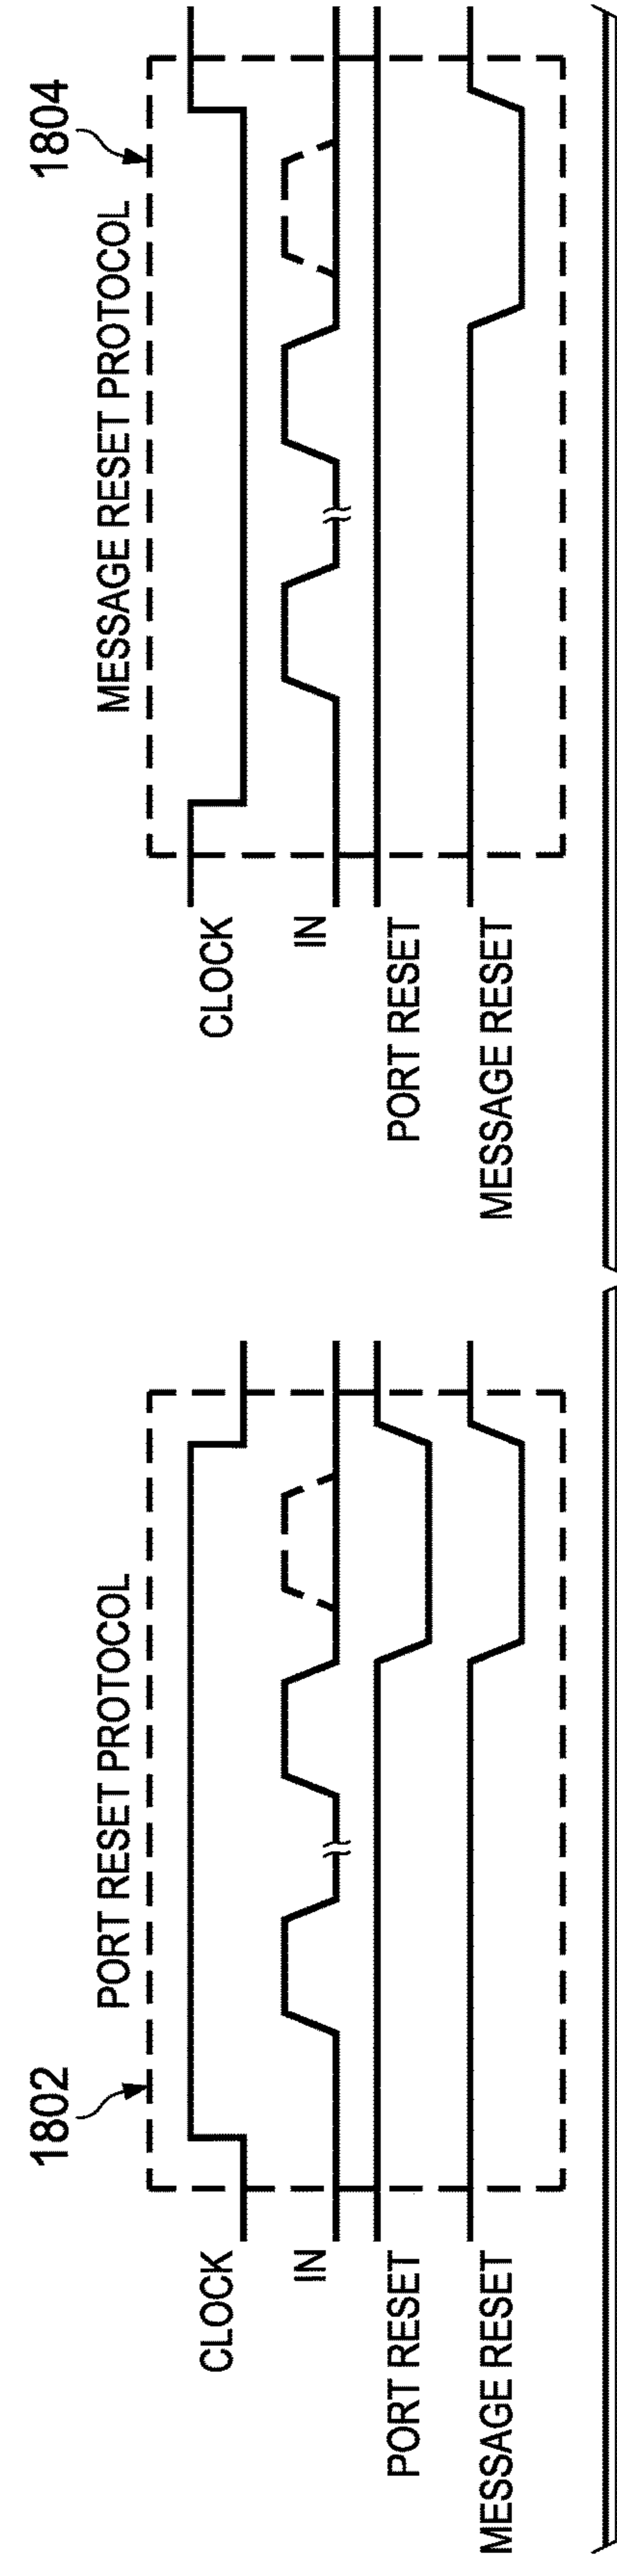 1802
PORT RESET PROTOCOL
CLOCK
IN
PORT RESET
MESSAGE RESET
1804
MESSAGE RESET PROTOCOL
CLOCK
IN
PORT RESET
MESSAGE RESET